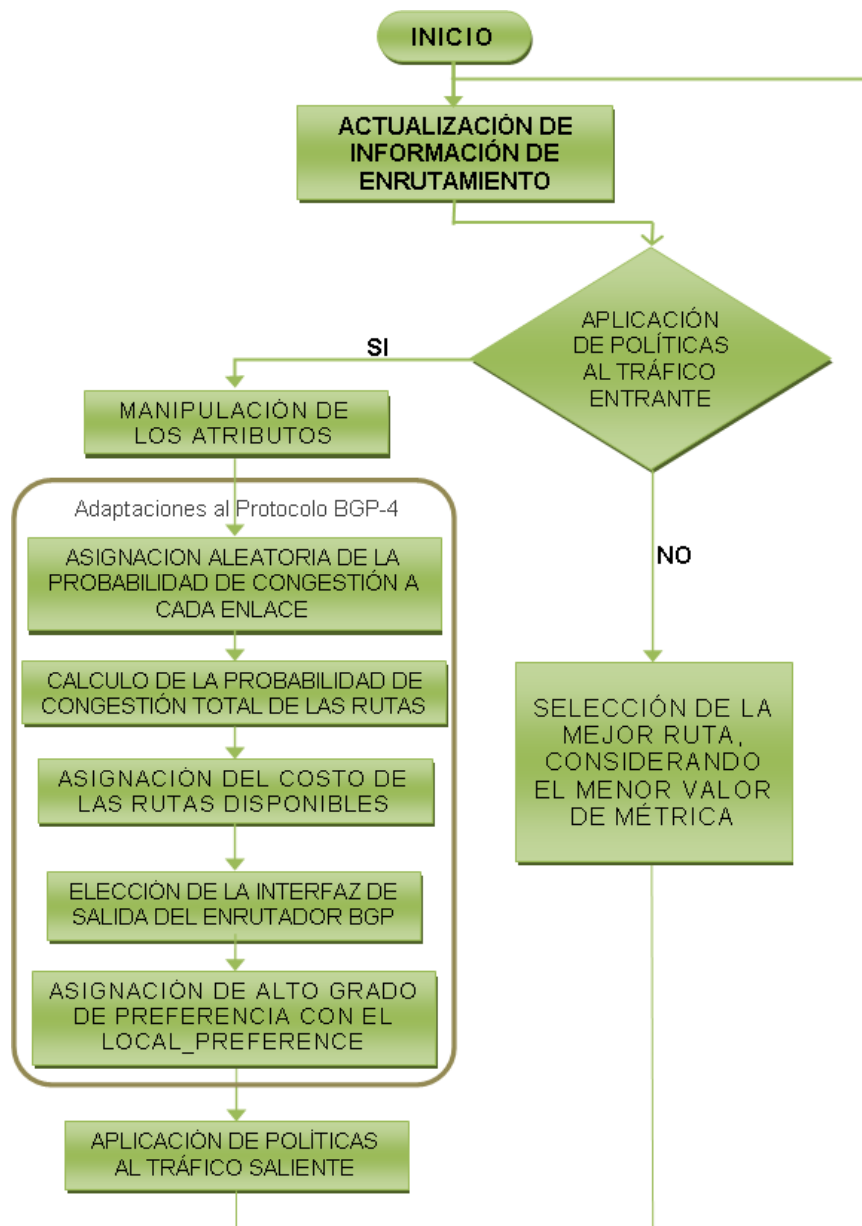 INICIO
ACTUALIZACIÓN DE
INFORMACIÓN DE
ENRUTAMIENTO
APLICACIÓN
DE POLÍTICAS
AL TRÁFICO
ENTRANTE
SI
MANIPULACIÓN DE
LOS ATRIBUTOS
Adaptaciones al Protocolo BGP-4
ASIGNACION ALEATORIA DE LA
PROBABILIDAD DE CONGESTIÓN A
CADA ENLACE
CALCULO DE LA PROBABILIDAD DE
CONGESTIÓN TOTAL DE LAS RUTAS
ASIGNACIÓN DEL COSTO DE
LAS RUTAS DISPONIBLES
ELECCIÓN DE LA INTERFAZ DE
SALIDA DEL ENRUTADOR BGP
ASIGNACIÓN DE ALTO GRADO
DE PREFERENCIA CON EL
LOCAL_PREFERENCE
APLICACIÓN DE POLÍTICAS
AL TRÁFICO SALIENTE
NO
SELECCIÓN DE LA
MEJOR RUTA,
CONSIDERANDO
EL MENOR VALOR
DE MÉTRICA